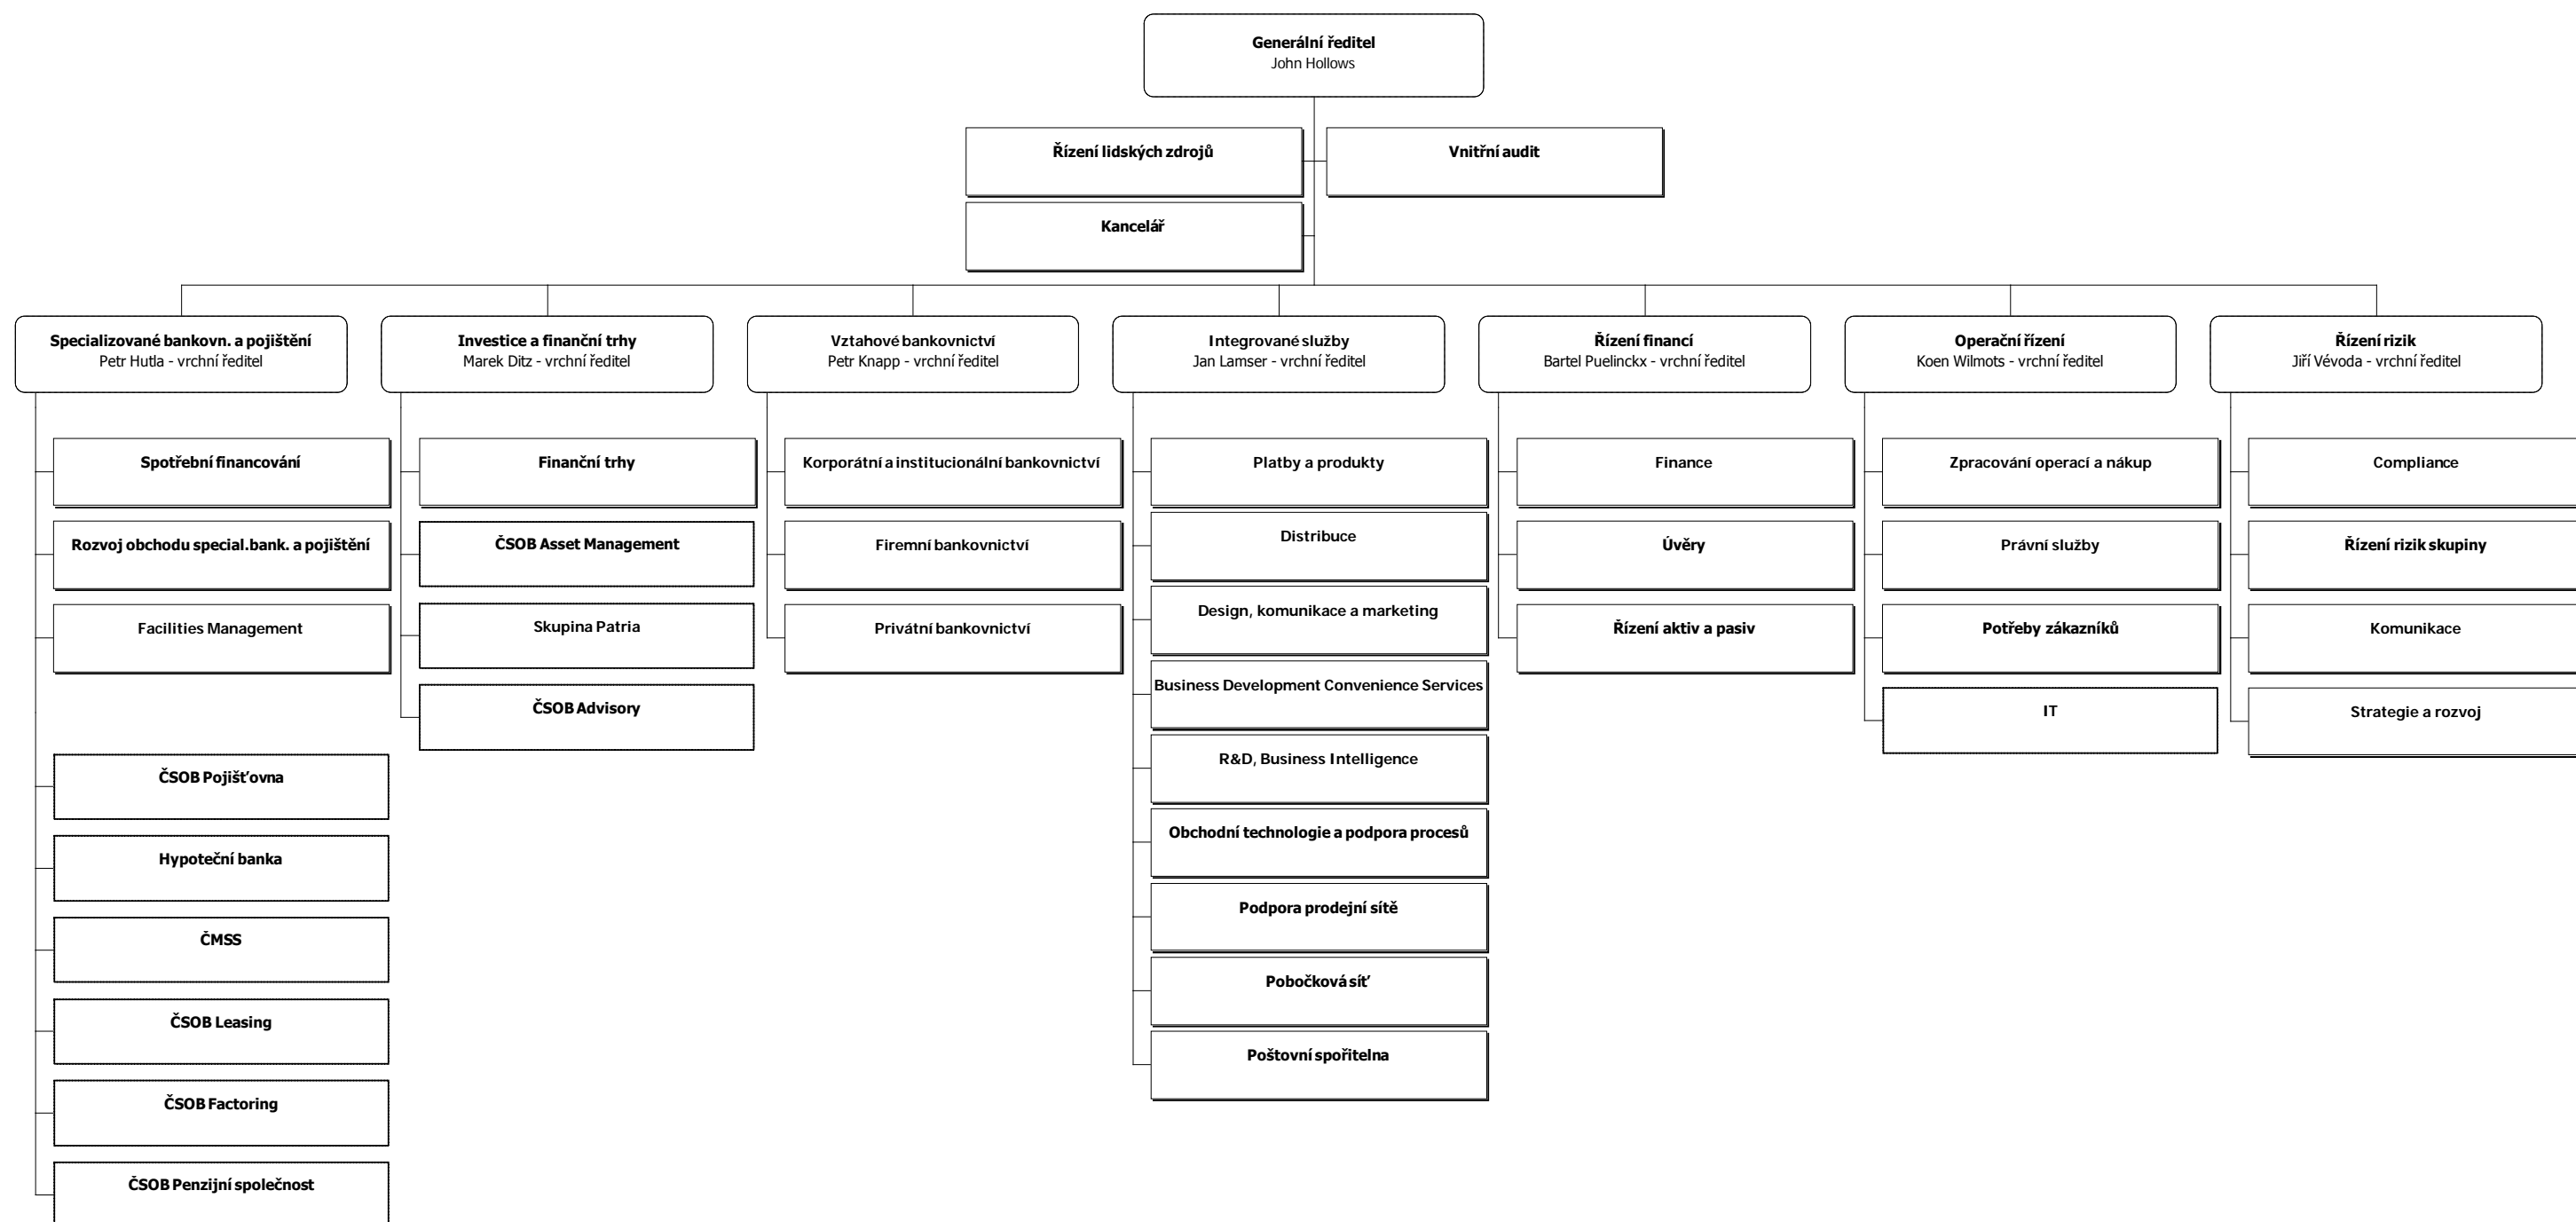 Generální ředitel
John Hollows
Řízení lidských zdrojů
Vnitřní audit
Kancelář
Specializované bankovn. a pojištění
Petr Hutla - vrchní ředitel
Investice a finanční trhy
Marek Ditz - vrchní ředitel
Vztahové bankovnictví
Petr Knapp - vrchní ředitel
Integrované služby
Jan Lamser - vrchní ředitel
Řízení financí
Bartel Puelinckx - vrchní ředitel
Operační řízení
Koen Wilmots - vrchní ředitel
Řízení rizik
Jiří Vévoda - vrchní ředitel
Spotřební financování
Rozvoj obchodu special.bank. a pojištění
Facilities Management
ČSOB Pojišťovna
Hypoteční banka
ČMSS
ČSOB Leasing
ČSOB Factoring
ČSOB Penzijní společnost
Finanční trhy
ČSOB Asset Management
Skupina Patria
ČSOB Advisory
Korporátní a institucionální bankovnictví
Firemní bankovnictví
Privátní bankovnictví
Platby a produkty
Distribuce
Design, komunikace a marketing
Business Development Convenience Services
R&D, Business Intelligence
Obchodní technologie a podpora procesů
Podpora prodejní sítě
Pobočková síť
Poštovní spořitelna
Finance
Úvěry
Řízení aktiv a pasiv
Zpracování operací a nákup
Právní služby
Potřeby zákazníků
IT
Compliance
Řízení rizik skupiny
Komunikace
Strategie a rozvoj